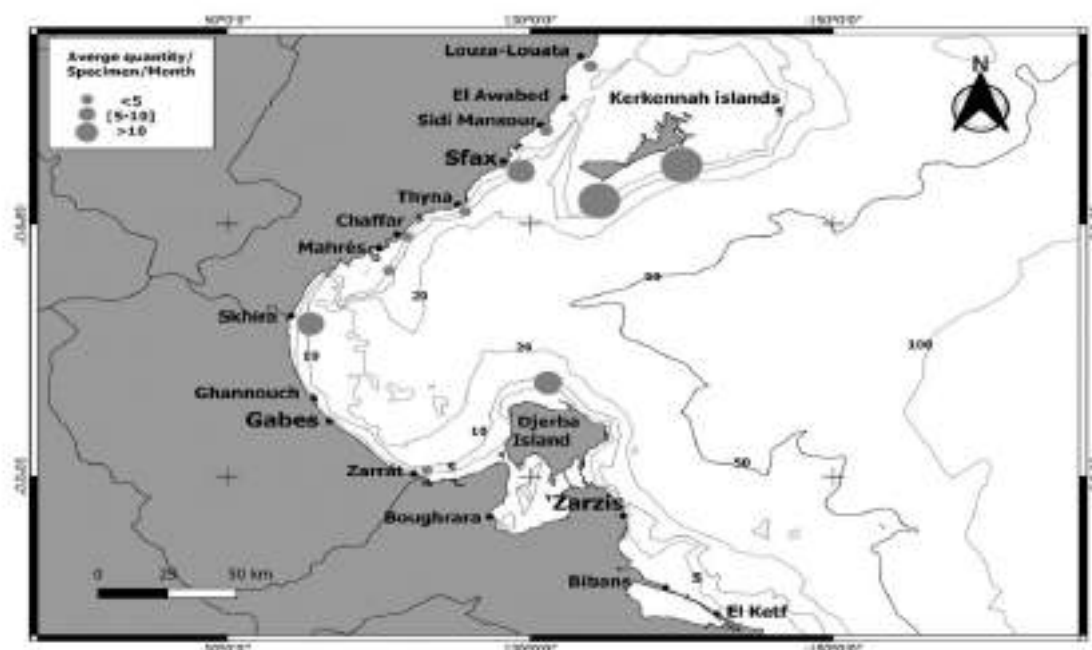 Louza-Louata
N
Averge quantity/
Specimen/Month
<5
[5-10]
>10
El Awabed
Kerkennah islands
Sidi Mansour
Sfax
Thyna
Chaffar
Mahrés
20
50
Skhira
100
10
20
Ghannouch
Gabes
10
Djerba
Island
50
Zarrat
5
Zarzis
Boughrara
0 25 50 km
Bibans
5
El Ketf